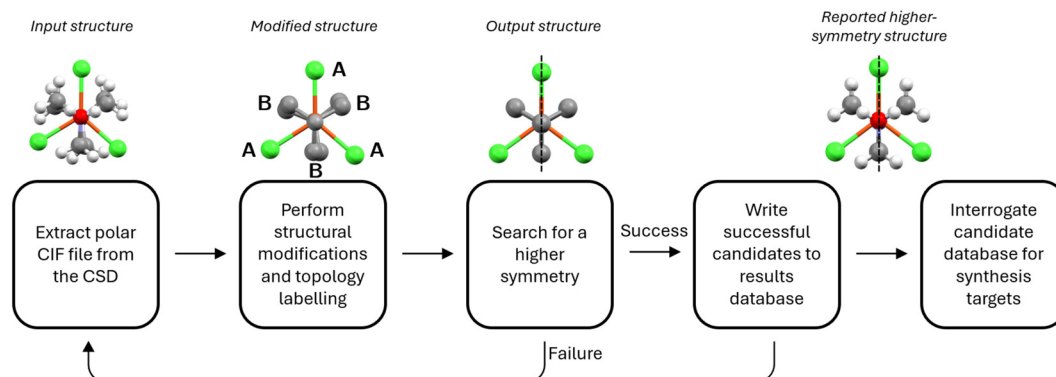 Input structure
Modified structure
Output structure
Reported higher-
symmetry structure
A
B
B
A
A
B
Extract polar
CIF file from
the CSD
Perform
structural
modifications
and topology
labelling
Search for a
higher
symmetry
Success
Write
successful
candidates to
results
database
Interrogate
candidate
database for
synthesis
targets
Failure